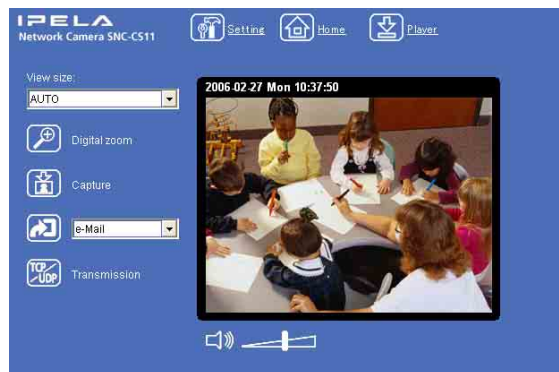 IPELA
Network Camera SNC-CS11
Setting
Home
Player
View size:
AUTO
2006-02-27 Mon 10:37:50
Digital zoom
Capture
e-Mail
TCP/UDP
Transmission